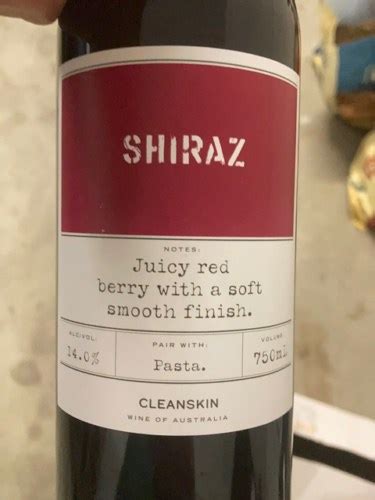 SHIRAZ
NOTES:
Juicy red
berry with a soft
smooth finish.
ALC/VOL:
14.0%
PAIR WITH:
Pasta.
VOLUME:
750ml
CLEANSKIN
WINE OF AUSTRALIA